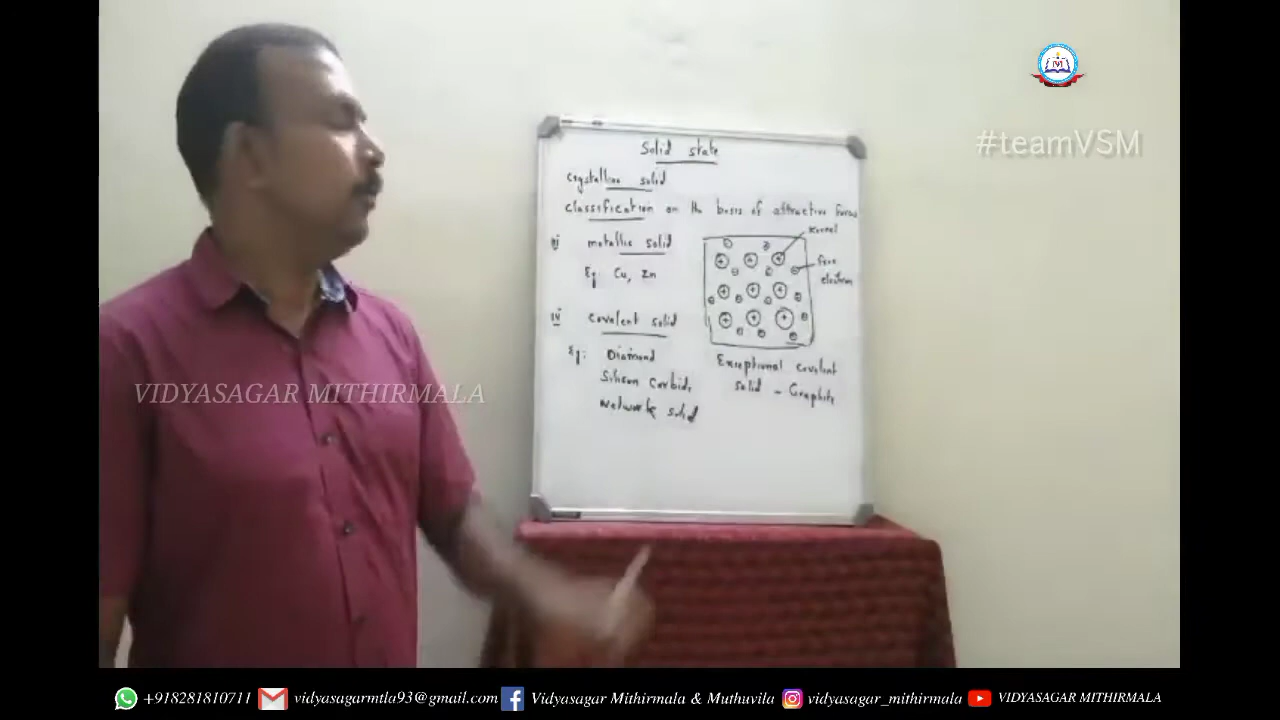 #teamVSM
Solid state
Crystalline solid
classification on the basis of attractive forces
iii metallic solid
Eg: Cu, Zn
kernel
free
electron
iv covalent solid
Eg: Diamond
Silicon Carbide
Network solid
Exceptional covalent
solid - Graphite
VIDYASAGAR MITHIRMALA
+918281810711 vidyasagarmtla93@gmail.com Vidyasagar Mithirmala & Muthuvila vidyasagar_mithirmala VIDYASAGAR MITHIRMALA